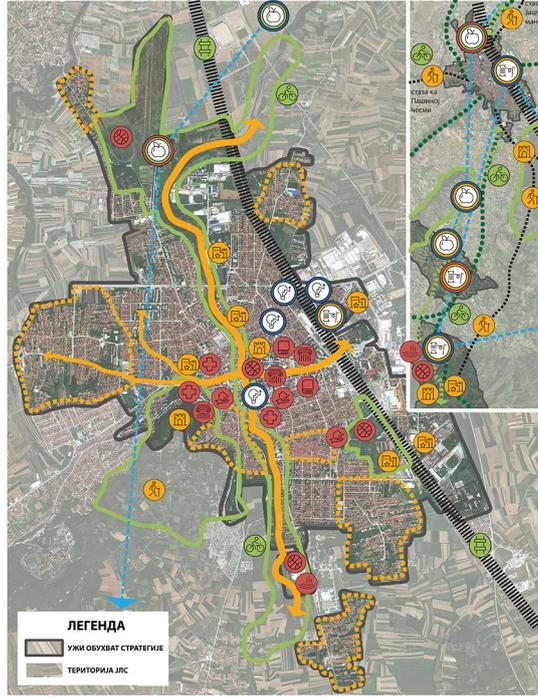 стаза ка
Пашиној
чесми
ЛЕГЕНДА
УЖИ ОБУХВАТ СТРАТЕГИЈЕ
ТЕРИТОРИЈА ЈЛС